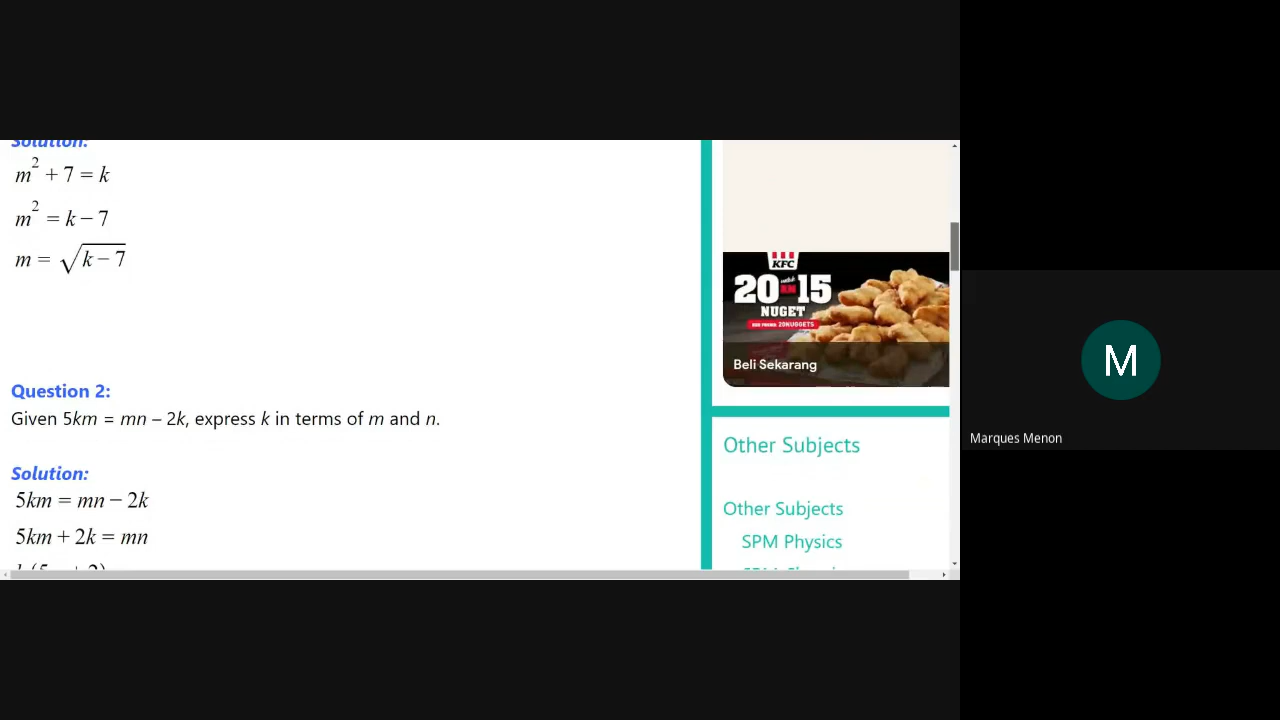 Solution:
m² + 7 = k
m² = k − 7
m = √(k − 7)
Question 2:
Given 5km = mn – 2k, express k in terms of m and n.
Solution:
5km = mn − 2k
5km + 2k = mn
KFC
20 RM 15
NUGET
Beli Sekarang
Other Subjects
Other Subjects
SPM Physics
M
Marques Menon